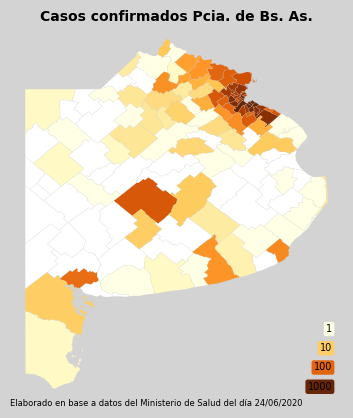 Casos confirmados Pcia. de Bs. As.
1
10
100
1000
Elaborado en base a datos del Ministerio de Salud del día 24/06/2020